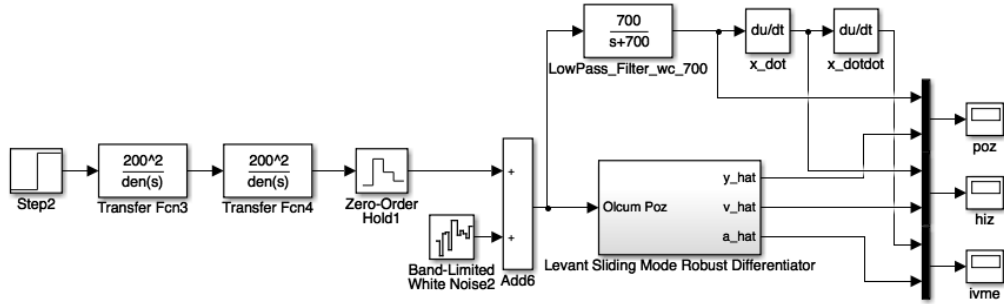 700
s+700
LowPass_Filter_wc_700
du/dt
x_dot
du/dt
x_dotdot
Step2
200^2
den(s)
Transfer Fcn3
200^2
den(s)
Transfer Fcn4
Zero-Order
Hold1
Band-Limited
White Noise2
+
+
Add6
Olcum Poz
y_hat
v_hat
a_hat
Levant Sliding Mode Robust Differentiator
poz
hiz
ivme